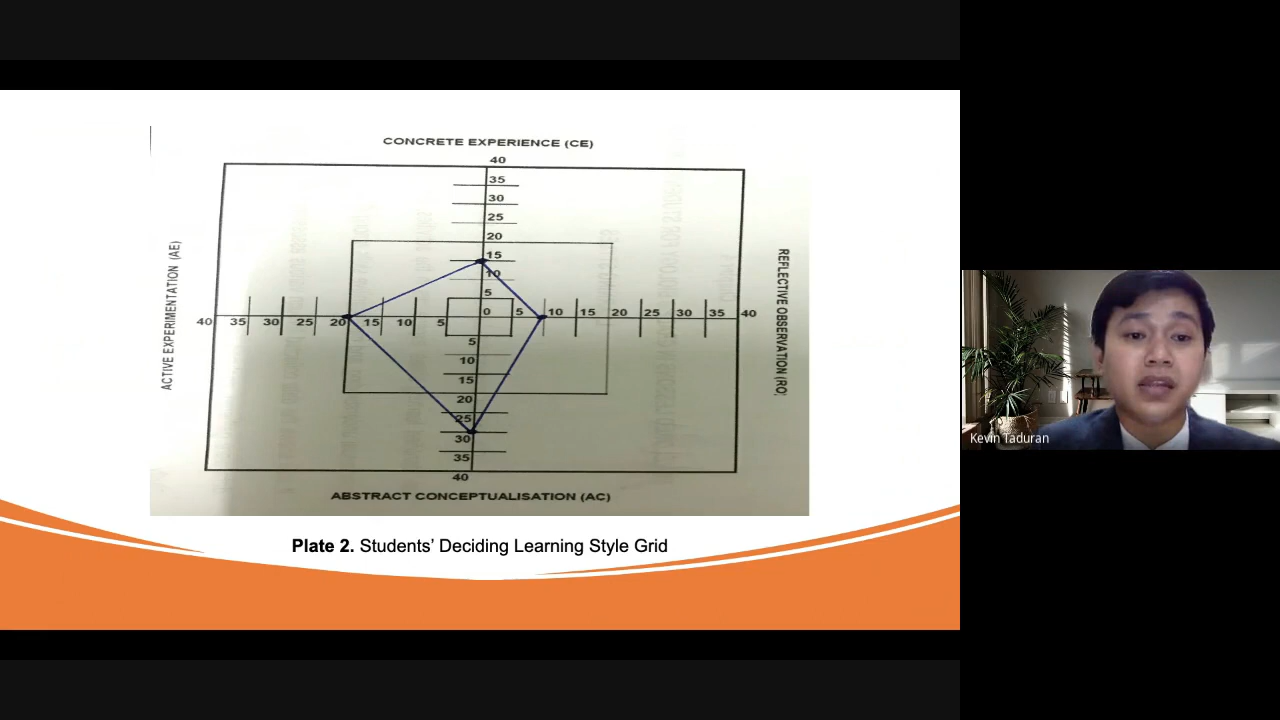 CONCRETE EXPERIENCE (CE)
40
35
30
25
20
15
10
5
ACTIVE EXPERIMENTATION (AE)
40 35 30 25 20 15 10 5 0 5 10 15 20 25 30 35 40
REFLECTIVE OBSERVATION (RO)
5
10
15
20
25
30
35
40
ABSTRACT CONCEPTUALISATION (AC)
Plate 2. Students' Deciding Learning Style Grid
Kevin Taduran